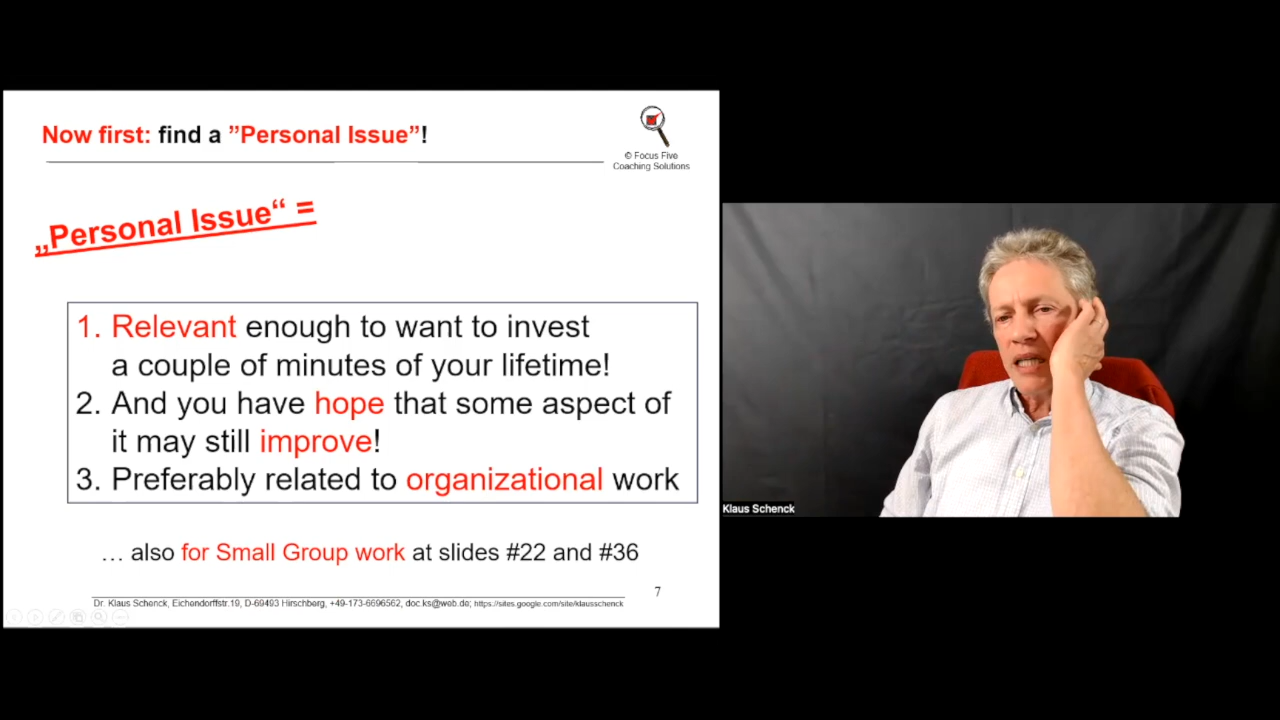 Now first: find a ”Personal Issue”!
© Focus Five
Coaching Solutions
„Personal Issue“ =
1. Relevant enough to want to invest
a couple of minutes of your lifetime!
2. And you have hope that some aspect of
it may still improve!
3. Preferably related to organizational work
… also for Small Group work at slides #22 and #36
7
Dr. Klaus Schenck, Eichendorffstr.19, D-69493 Hirschberg, +49-173-6696562, doc.ks@web.de; https://sites.google.com/site/klausschenck
Klaus Schenck